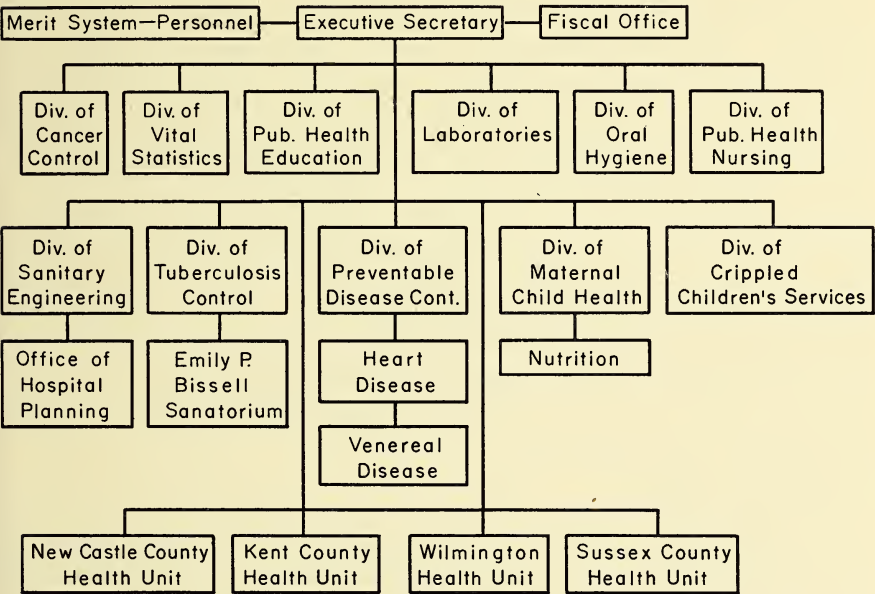 Merit System—Personnel
Executive Secretary
Fiscal Office
Div. of
Cancer
Control
Div. of
Vital
Statistics
Div. of
Pub. Health
Education
Div. of
Laboratories
Div. of
Oral
Hygiene
Div. of
Pub. Health
Nursing
Div. of
Sanitary
Engineering
Div. of
Tuberculosis
Control
Div. of
Preventable
Disease Cont.
Div. of
Maternal
Child Health
Div. of
Crippled
Children's Services
Office of
Hospital
Planning
Emily P.
Bissell
Sanatorium
Heart
Disease
Nutrition
Venereal
Disease
New Castle County
Health Unit
Kent County
Health Unit
Wilmington
Health Unit
Sussex County
Health Unit